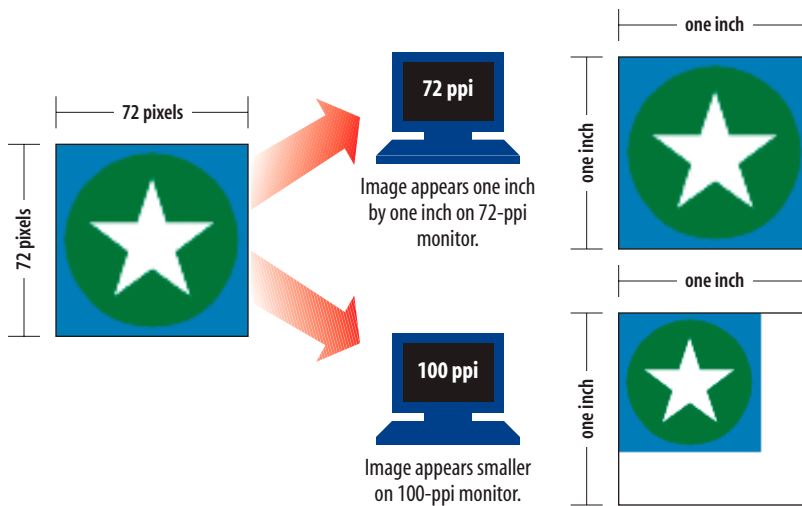 72 pixels
72 pixels
72 ppi
Image appears one inch
by one inch on 72-ppi
monitor.
one inch
one inch
100 ppi
Image appears smaller
on 100-ppi monitor.
one inch
one inch